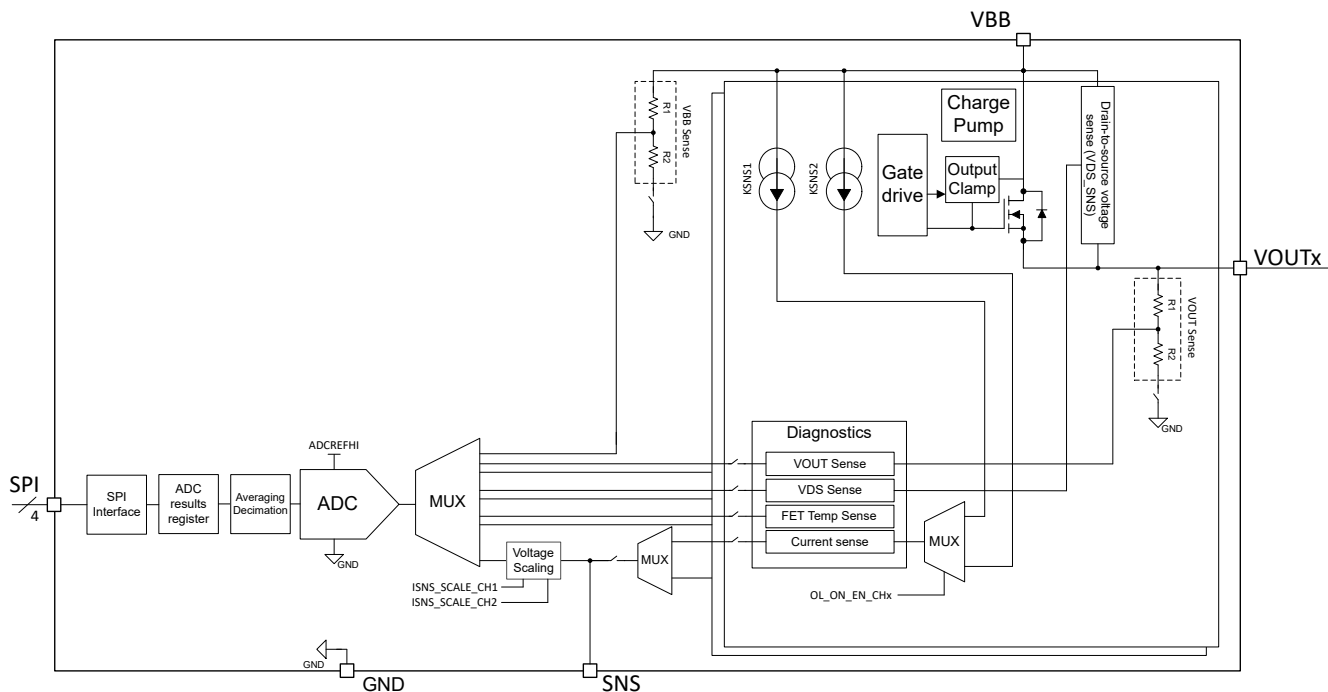 VBB
R1
R2
VBB Sense
GND
KSNS1
KSNS2
Charge
Pump
Gate
drive
Output
Clamp
Drain-to-source voltage
sense (VDS_SNS)
VOUTx
R1
R2
VOUT Sense
GND
Diagnostics
VOUT Sense
VDS Sense
FET Temp Sense
Current sense
MUX
OL_ON_EN_CHx
SPI
4
SPI
Interface
ADC
results
register
Averaging
Decimation
ADCREFHI
ADC
GND
MUX
Voltage
Scaling
MUX
ISNS_SCALE_CH1
ISNS_SCALE_CH2
GND
GND
SNS